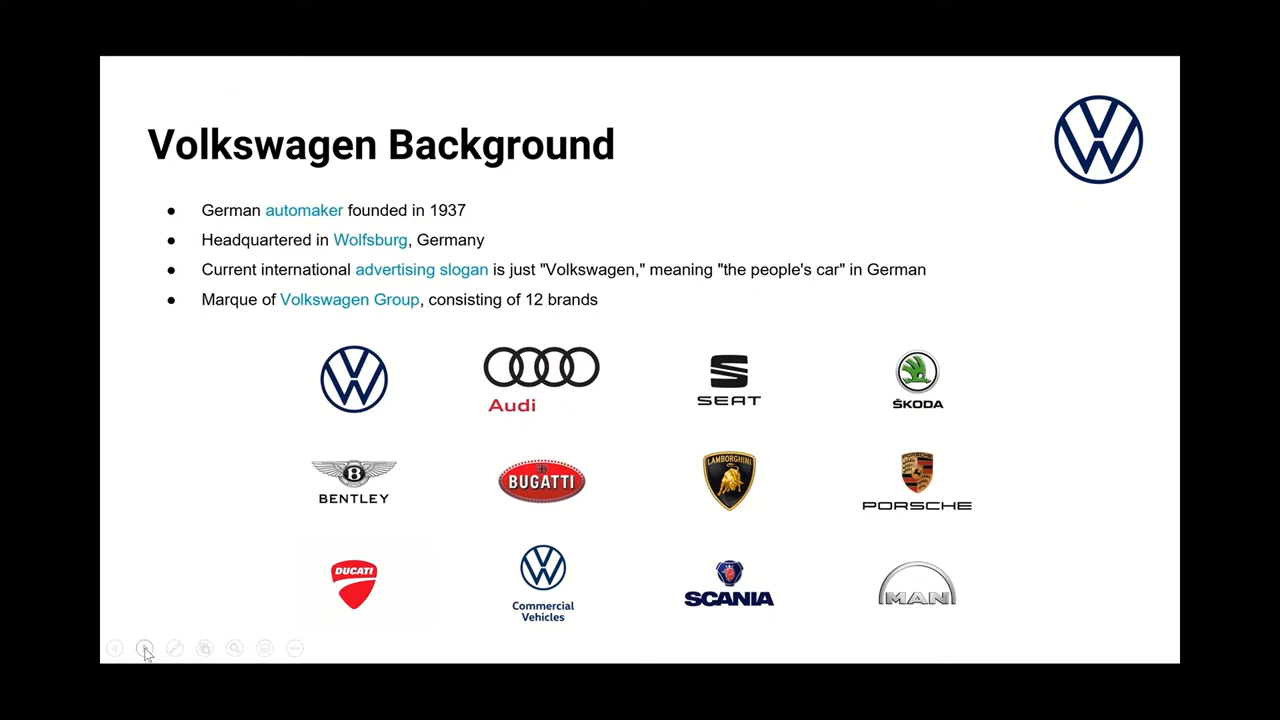 Volkswagen Background
● German automaker founded in 1937
● Headquartered in Wolfsburg, Germany
● Current international advertising slogan is just "Volkswagen," meaning "the people's car" in German
● Marque of Volkswagen Group, consisting of 12 brands
Audi
SEAT
ŠKODA
B
BENTLEY
BUGATTI
LAMBORGHINI
PORSCHE
PORSCHE
DUCATI
Commercial
Vehicles
SCANIA
MAN